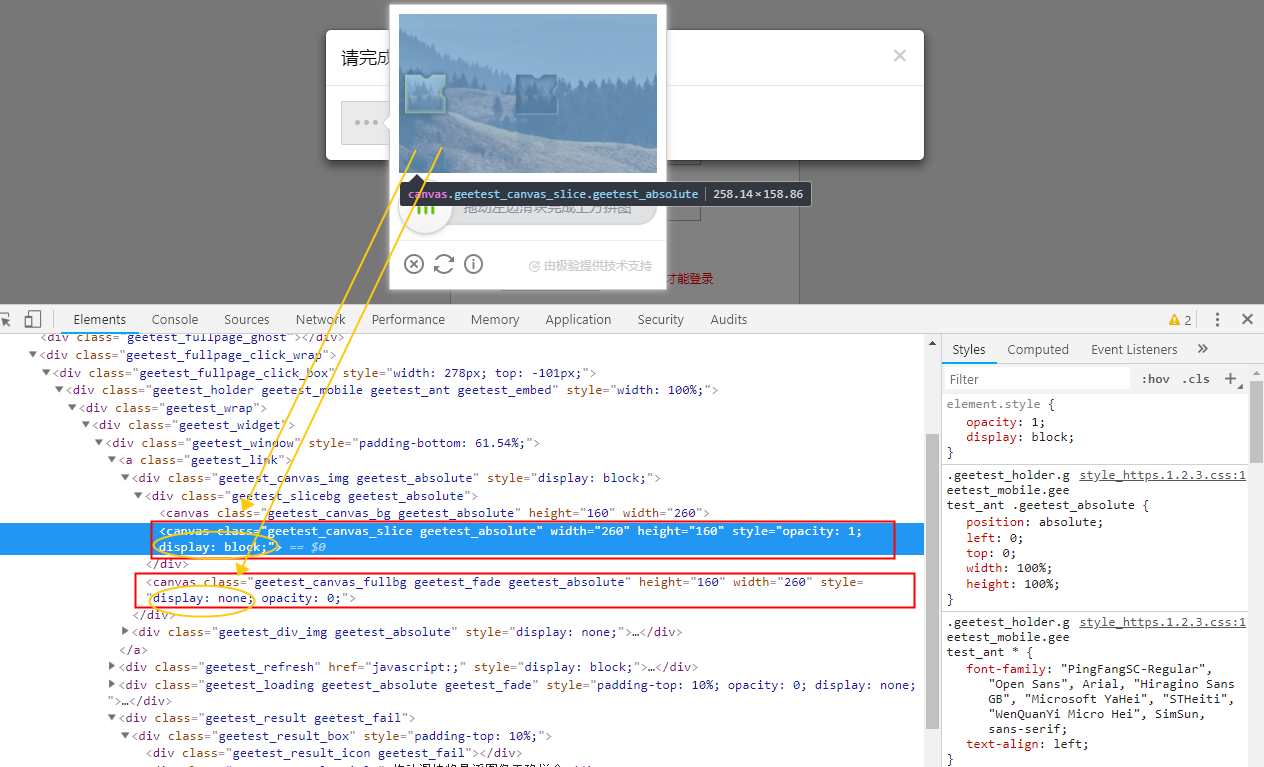 请完成
canvas.geetest_canvas_slice.geetest_absolute 258.14×158.86
拖动左边滑块完成上方拼图
由极验提供技术支持
才能登录
Elements Console Sources Network Performance Memory Application Security Audits 2
<div class="geetest_fullpage_ghost"></div>
▼<div class="geetest_fullpage_click_wrap">
▼<div class="geetest_fullpage_click_box" style="width: 278px; top: -101px;">
▼<div class="geetest_holder geetest_mobile geetest_ant geetest_embed" style="width: 100%;">
▼<div class="geetest_wrap">
▼<div class="geetest_widget">
▼<div class="geetest_window" style="padding-bottom: 61.54%;">
▼<a class="geetest_link">
▼<div class="geetest_canvas_img geetest_absolute" style="display: block;">
▼<div class="geetest_slicebg geetest_absolute">
<canvas class="geetest_canvas_bg geetest_absolute" height="160" width="260">
<canvas class="geetest_canvas_slice geetest_absolute" width="260" height="160" style="opacity: 1;
display: block;"> == $0
</div>
<canvas class="geetest_canvas_fullbg geetest_fade geetest_absolute" height="160" width="260" style=
"display: none; opacity: 0;">
</div>
▶<div class="geetest_div_img geetest_absolute" style="display: none;">…</div>
</a>
▶<div class="geetest_refresh" href="javascript:;" style="display: block;">…</div>
▶<div class="geetest_loading geetest_absolute geetest_fade" style="padding-top: 10%; opacity: 0; display: none;
">…</div>
▼<div class="geetest_result geetest_fail">
▼<div class="geetest_result_box" style="padding-top: 10%;">
<div class="geetest_result_icon geetest_fail"></div>
Styles Computed Event Listeners »
Filter :hov .cls +
element.style {
opacity: 1;
display: block;
}
.geetest_holder.g style_https.1.2.3.css:1
eetest_mobile.gee
test_ant .geetest_absolute {
position: absolute;
left: 0;
top: 0;
width: 100%;
height: 100%;
}
.geetest_holder.g style_https.1.2.3.css:1
eetest_mobile.gee
test_ant * {
font-family: "PingFangSC-Regular",
"Open Sans", Arial, "Hiragino Sans
GB", "Microsoft YaHei", "STHeiti",
"WenQuanYi Micro Hei", SimSun,
sans-serif;
text-align: left;
}